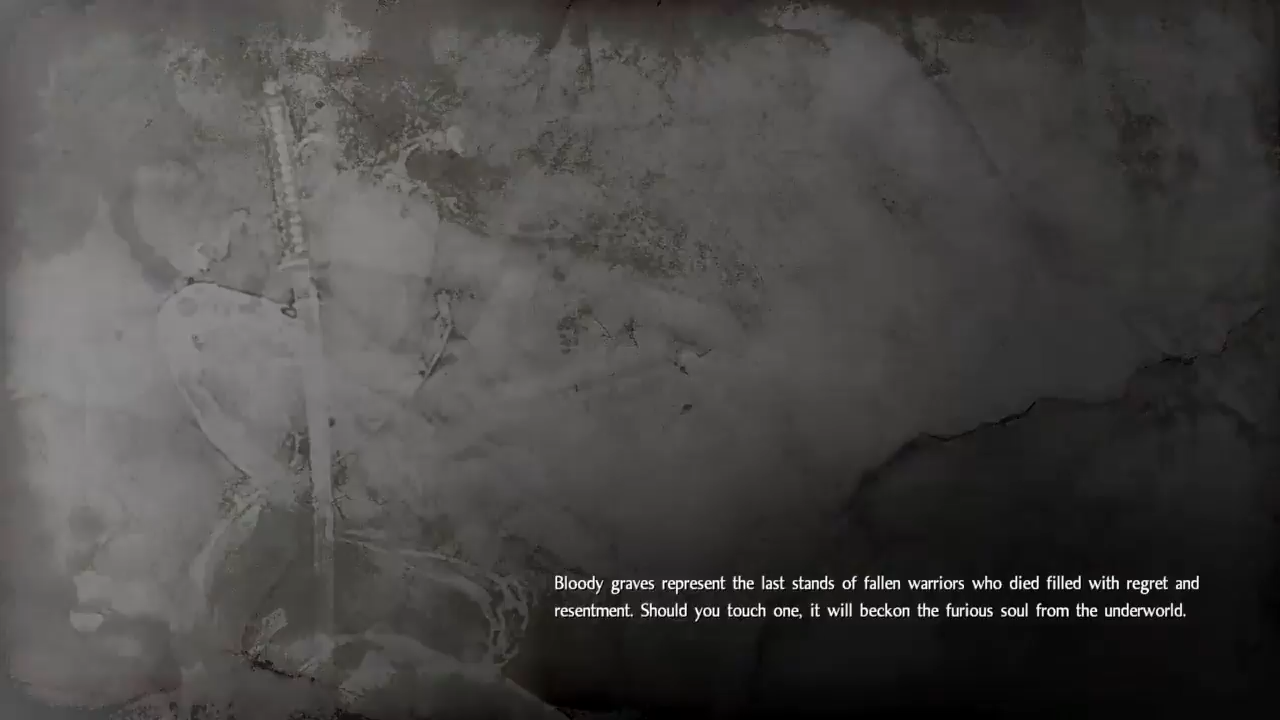 Bloody graves represent the last stands of fallen warriors who died filled with regret and
resentment. Should you touch one, it will beckon the furious soul from the underworld.